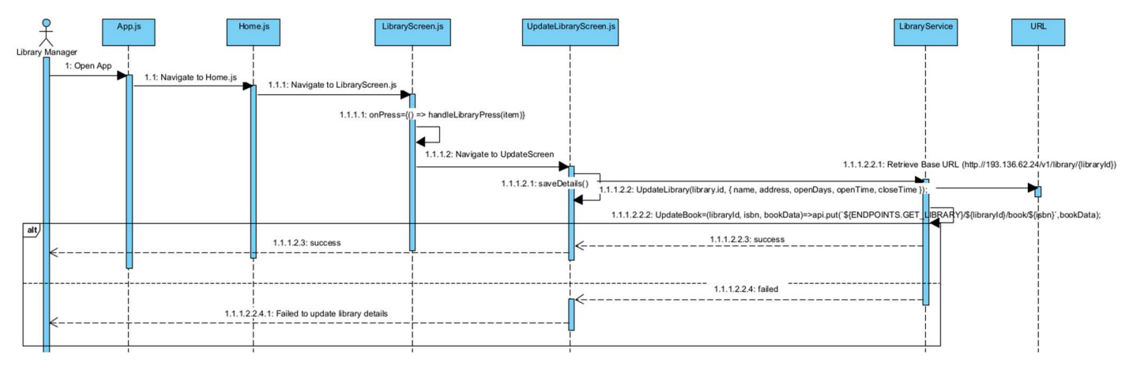 App.js
Home.js
LibraryScreen.js
UpdateLibraryScreen.js
LibraryService
URL
Library Manager
1: Open App
1.1: Navigate to Home.js
1.1.1: Navigate to LibraryScreen.js
1.1.1.1: onPress={() => handleLibraryPress(item)}
1.1.1.2: Navigate to UpdateScreen
1.1.1.2.2.1: Retrieve Base URL (http.//193.136.62.24/v1/library/{libraryId})
1.1.1.2.1: saveDetails()
1.1.1.2.2: UpdateLibrary(library.id, { name, address, openDays, openTime, closeTime });
1.1.1.2.2.2: UpdateBook=(libraryId, isbn, bookData)=>api.put(`${ENDPOINTS.GET_LIBRARY}/${libraryId}/book/${isbn}`,bookData);
alt
1.1.1.2.3: success
1.1.1.2.2.3: success
1.1.1.2.2.4: failed
1.1.1.2.2.4.1: Failed to update library details